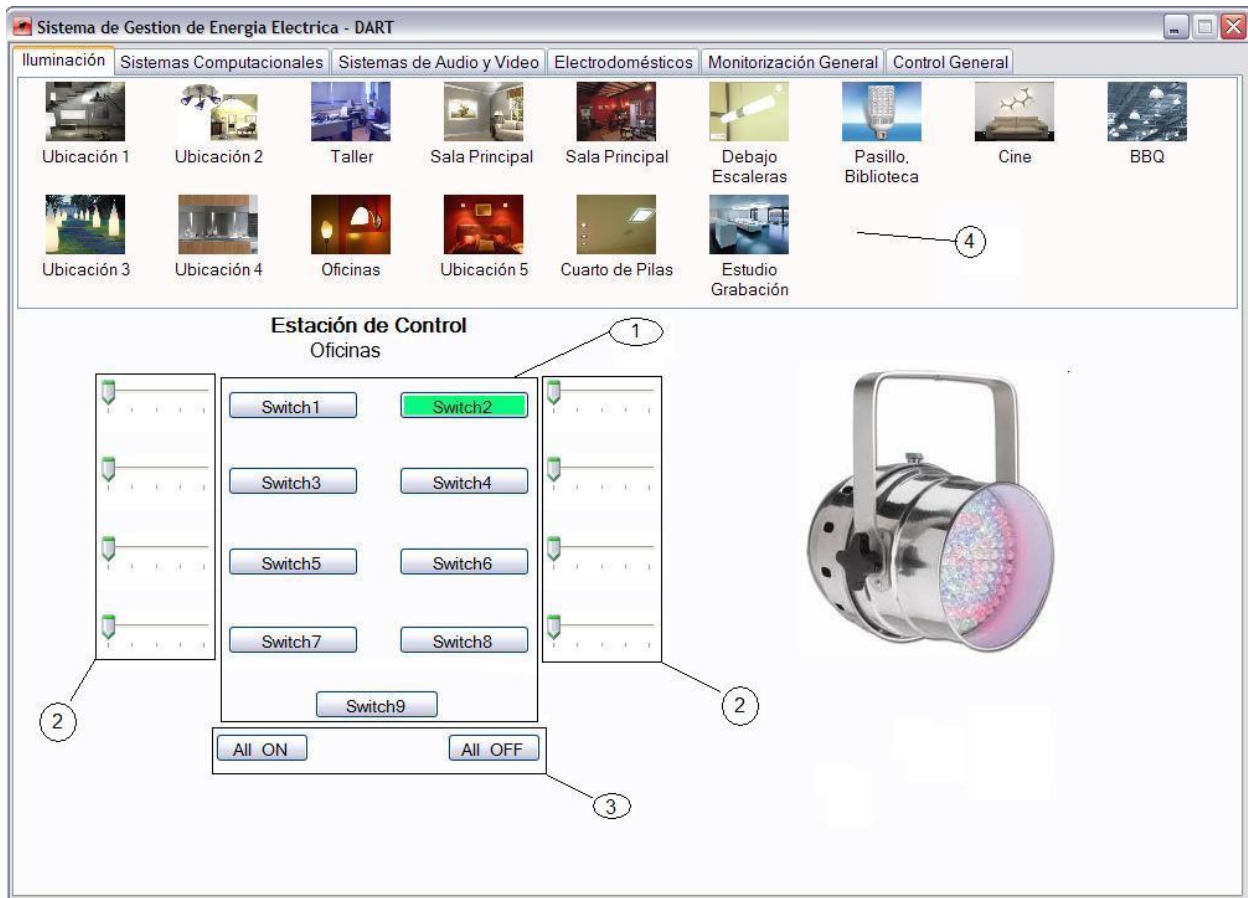 Sistema de Gestion de Energia Electrica - DART
Iluminación Sistemas Computacionales Sistemas de Audio y Video Electrodomésticos Monitorización General Control General
Ubicación 1 Ubicación 2 Taller Sala Principal Sala Principal Debajo Escaleras Pasillo, Biblioteca Cine BBQ
Ubicación 3 Ubicación 4 Oficinas Ubicación 5 Cuarto de Pilas Estudio Grabación
4
Estación de Control
Oficinas
1
Switch1 Switch2
Switch3 Switch4
Switch5 Switch6
Switch7 Switch8
Switch9
2 2
All ON All OFF
3